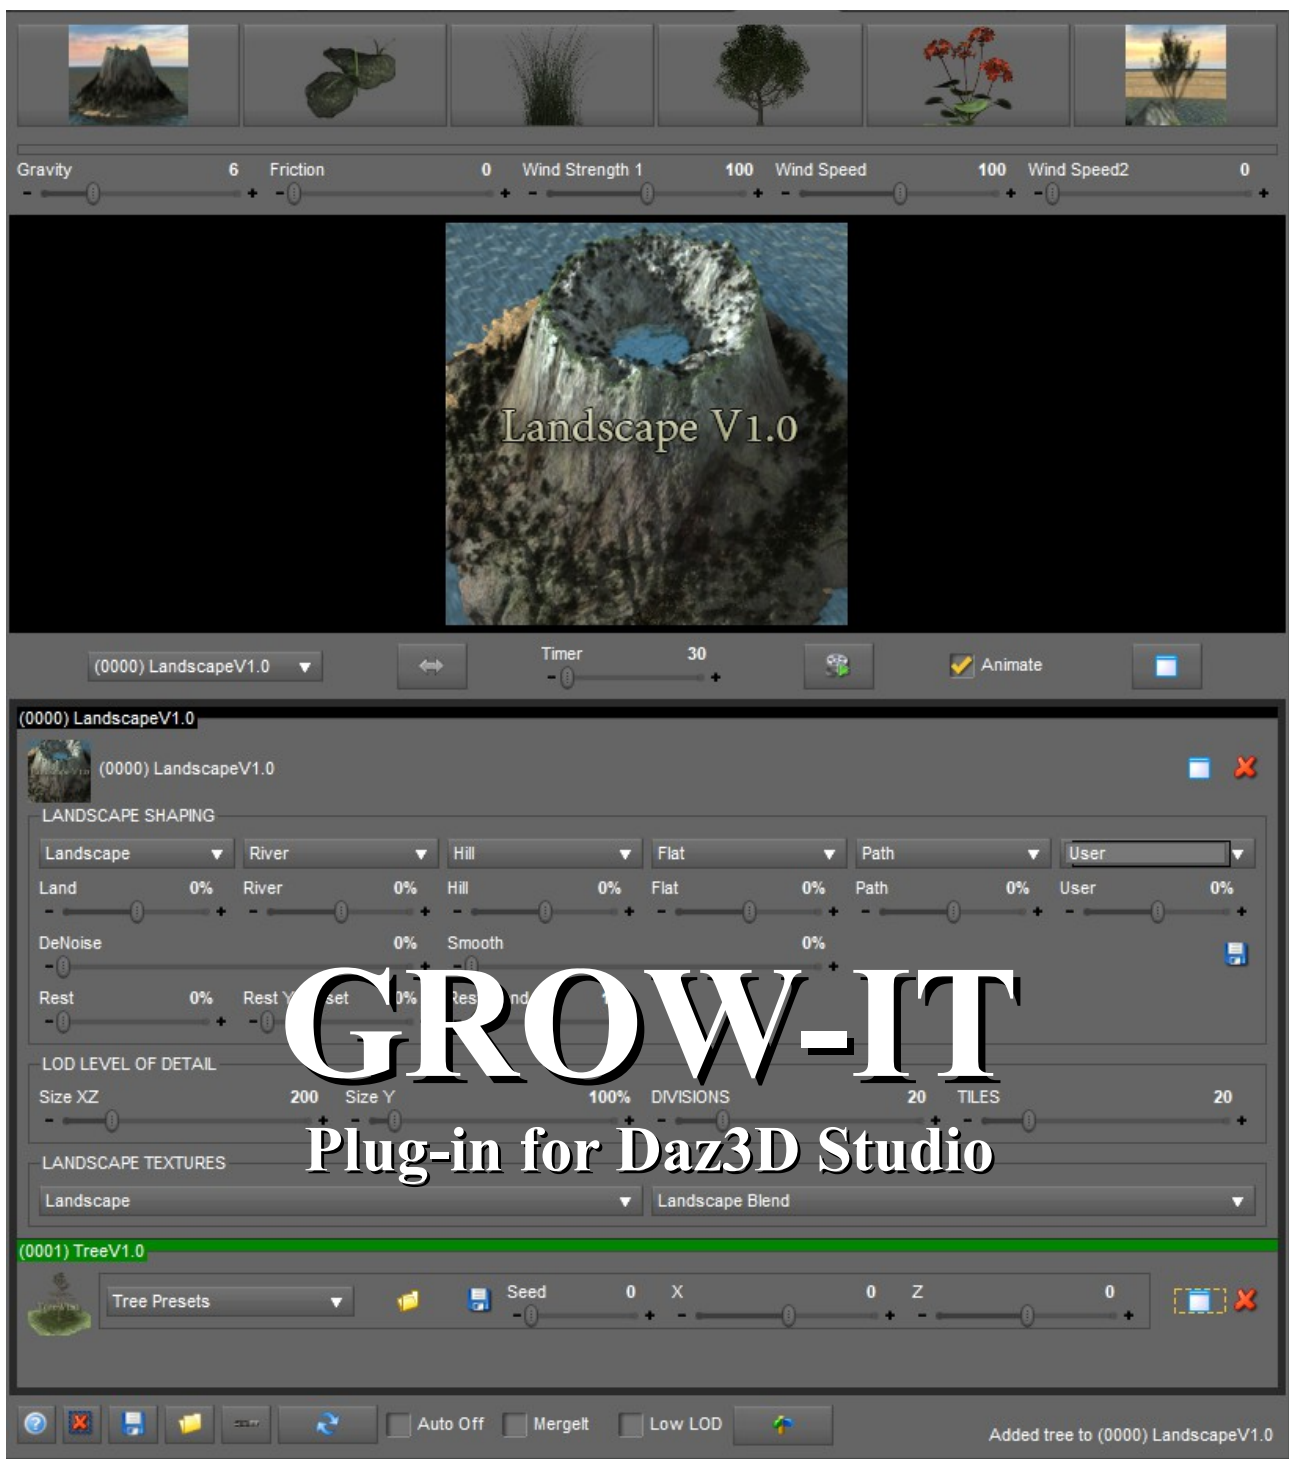 Gravity 6 Friction 0 Wind Strength 1 100 Wind Speed 100 Wind Speed2 0
- + - + - + - + - +
Landscape V1.0
(0000) LandscapeV1.0 Timer 30 Animate
- +
(0000) LandscapeV1.0
(0000) LandscapeV1.0
LANDSCAPE SHAPING
Landscape River Hill Flat Path User
Land 0% River 0% Hill 0% Flat 0% Path 0% User 0%
- + - + - + - + - + - +
DeNoise 0% Smooth 0%
- + - +
Rest 0% Rest
- + -
GROW-IT
LOD LEVEL OF DETAIL
Size XZ 200 Size Y 100% DIVISIONS 20 TILES 20
- + - + - + - +
Plug-in for Daz3D Studio
LANDSCAPE TEXTURES
Landscape Landscape Blend
(0001) TreeV1.0
Tree Presets Seed 0 X 0 Z 0
- + - + - +
Auto Off MergeIt Low LOD
Added tree to (0000) LandscapeV1.0